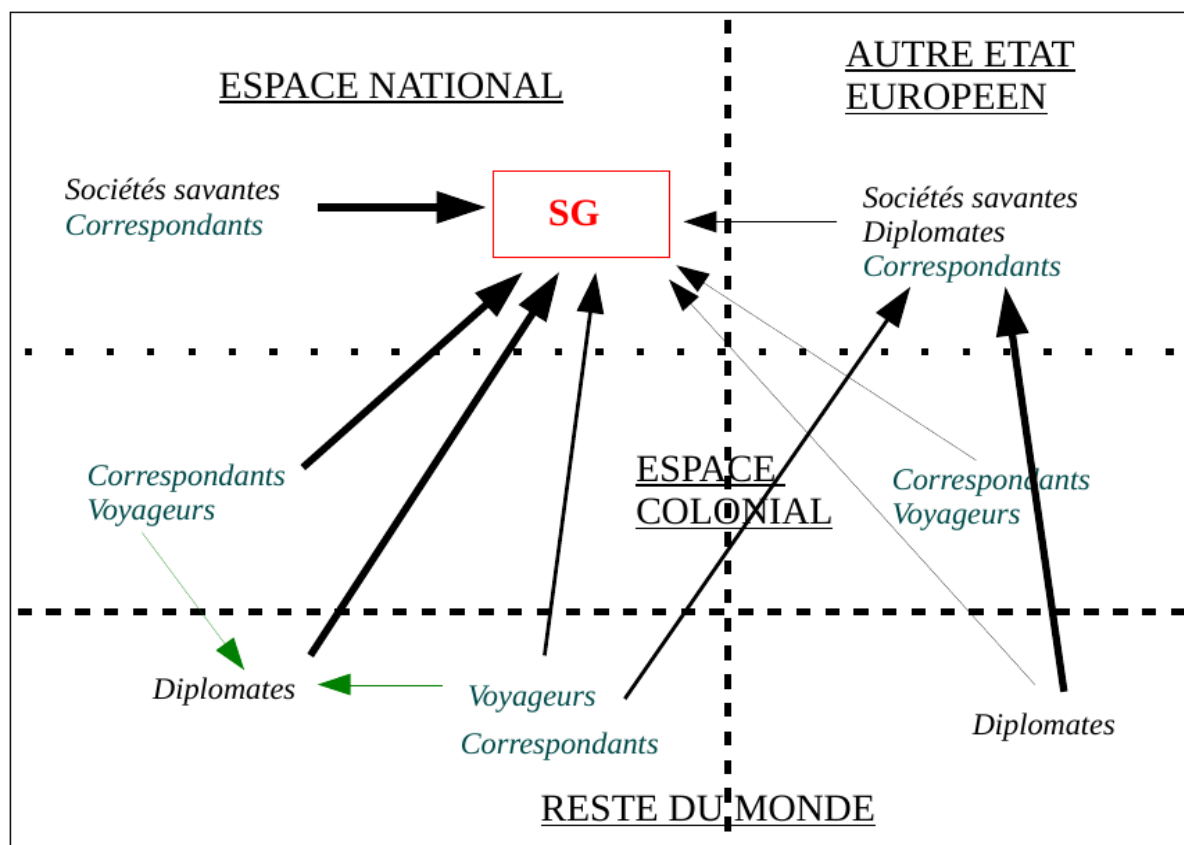 ESPACE NATIONAL
AUTRE ETAT
EUROPEEN
Sociétés savantes
Correspondants
SG
Sociétés savantes
Diplomates
Correspondants
Correspondants
Voyageurs
ESPACE
COLONIAL
Correspondants
Voyageurs
Diplomates
Voyageurs
Correspondants
Diplomates
RESTE DU MONDE